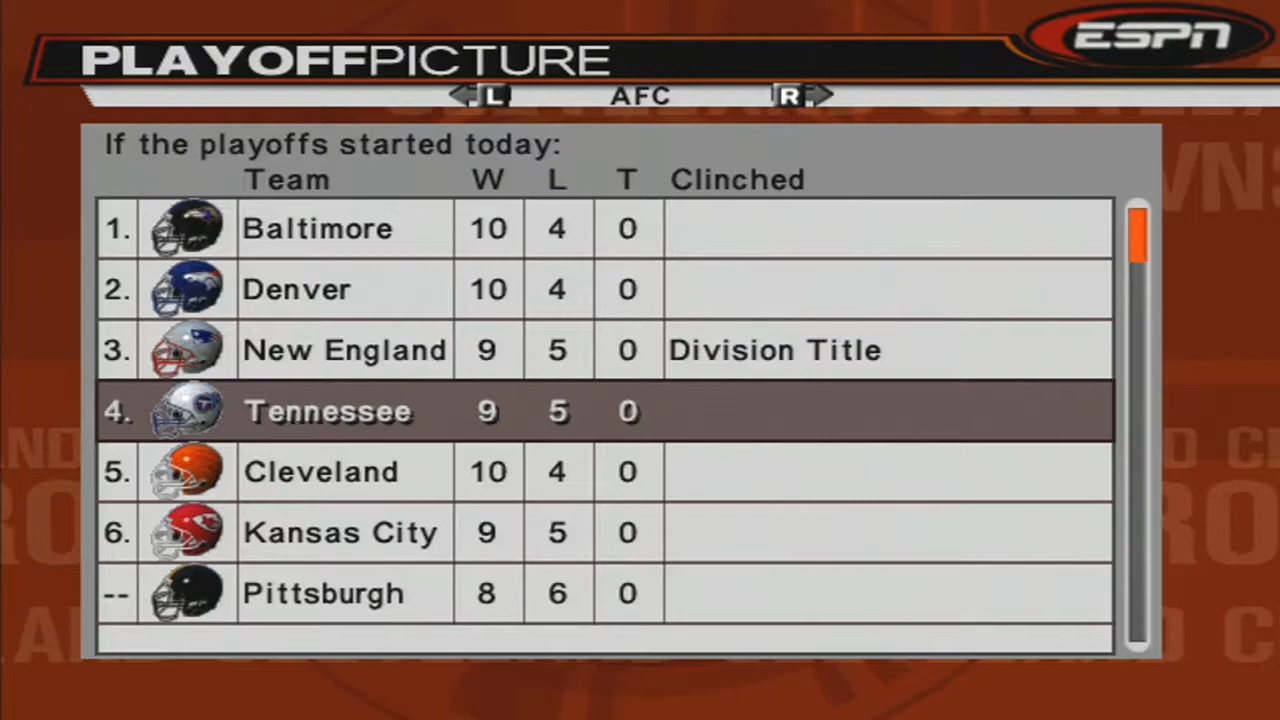 ESPN
PLAYOFFPICTURE
L AFC R
If the playoffs started today:
Team W L T Clinched
1. Baltimore 10 4 0
2. Denver 10 4 0
3. New England 9 5 0 Division Title
4. Tennessee 9 5 0
5. Cleveland 10 4 0
6. Kansas City 9 5 0
-- Pittsburgh 8 6 0